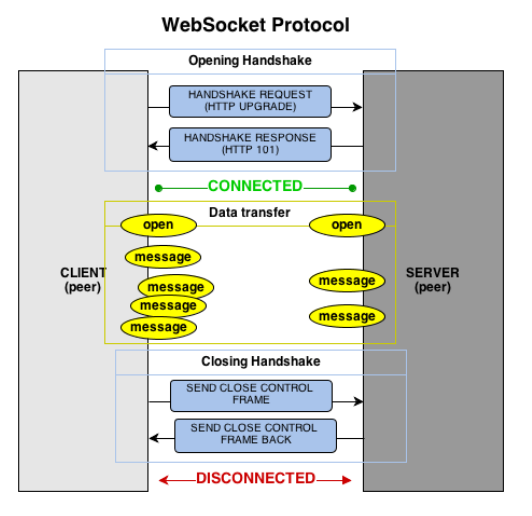 WebSocket Protocol
Opening Handshake
HANDSHAKE REQUEST
(HTTP UPGRADE)
HANDSHAKE RESPONSE
(HTTP 101)
CONNECTED
Data transfer
open
open
message
CLIENT
(peer)
SERVER
(peer)
message
message
message
message
message
Closing Handshake
SEND CLOSE CONTROL
FRAME
SEND CLOSE CONTROL
FRAME BACK
DISCONNECTED